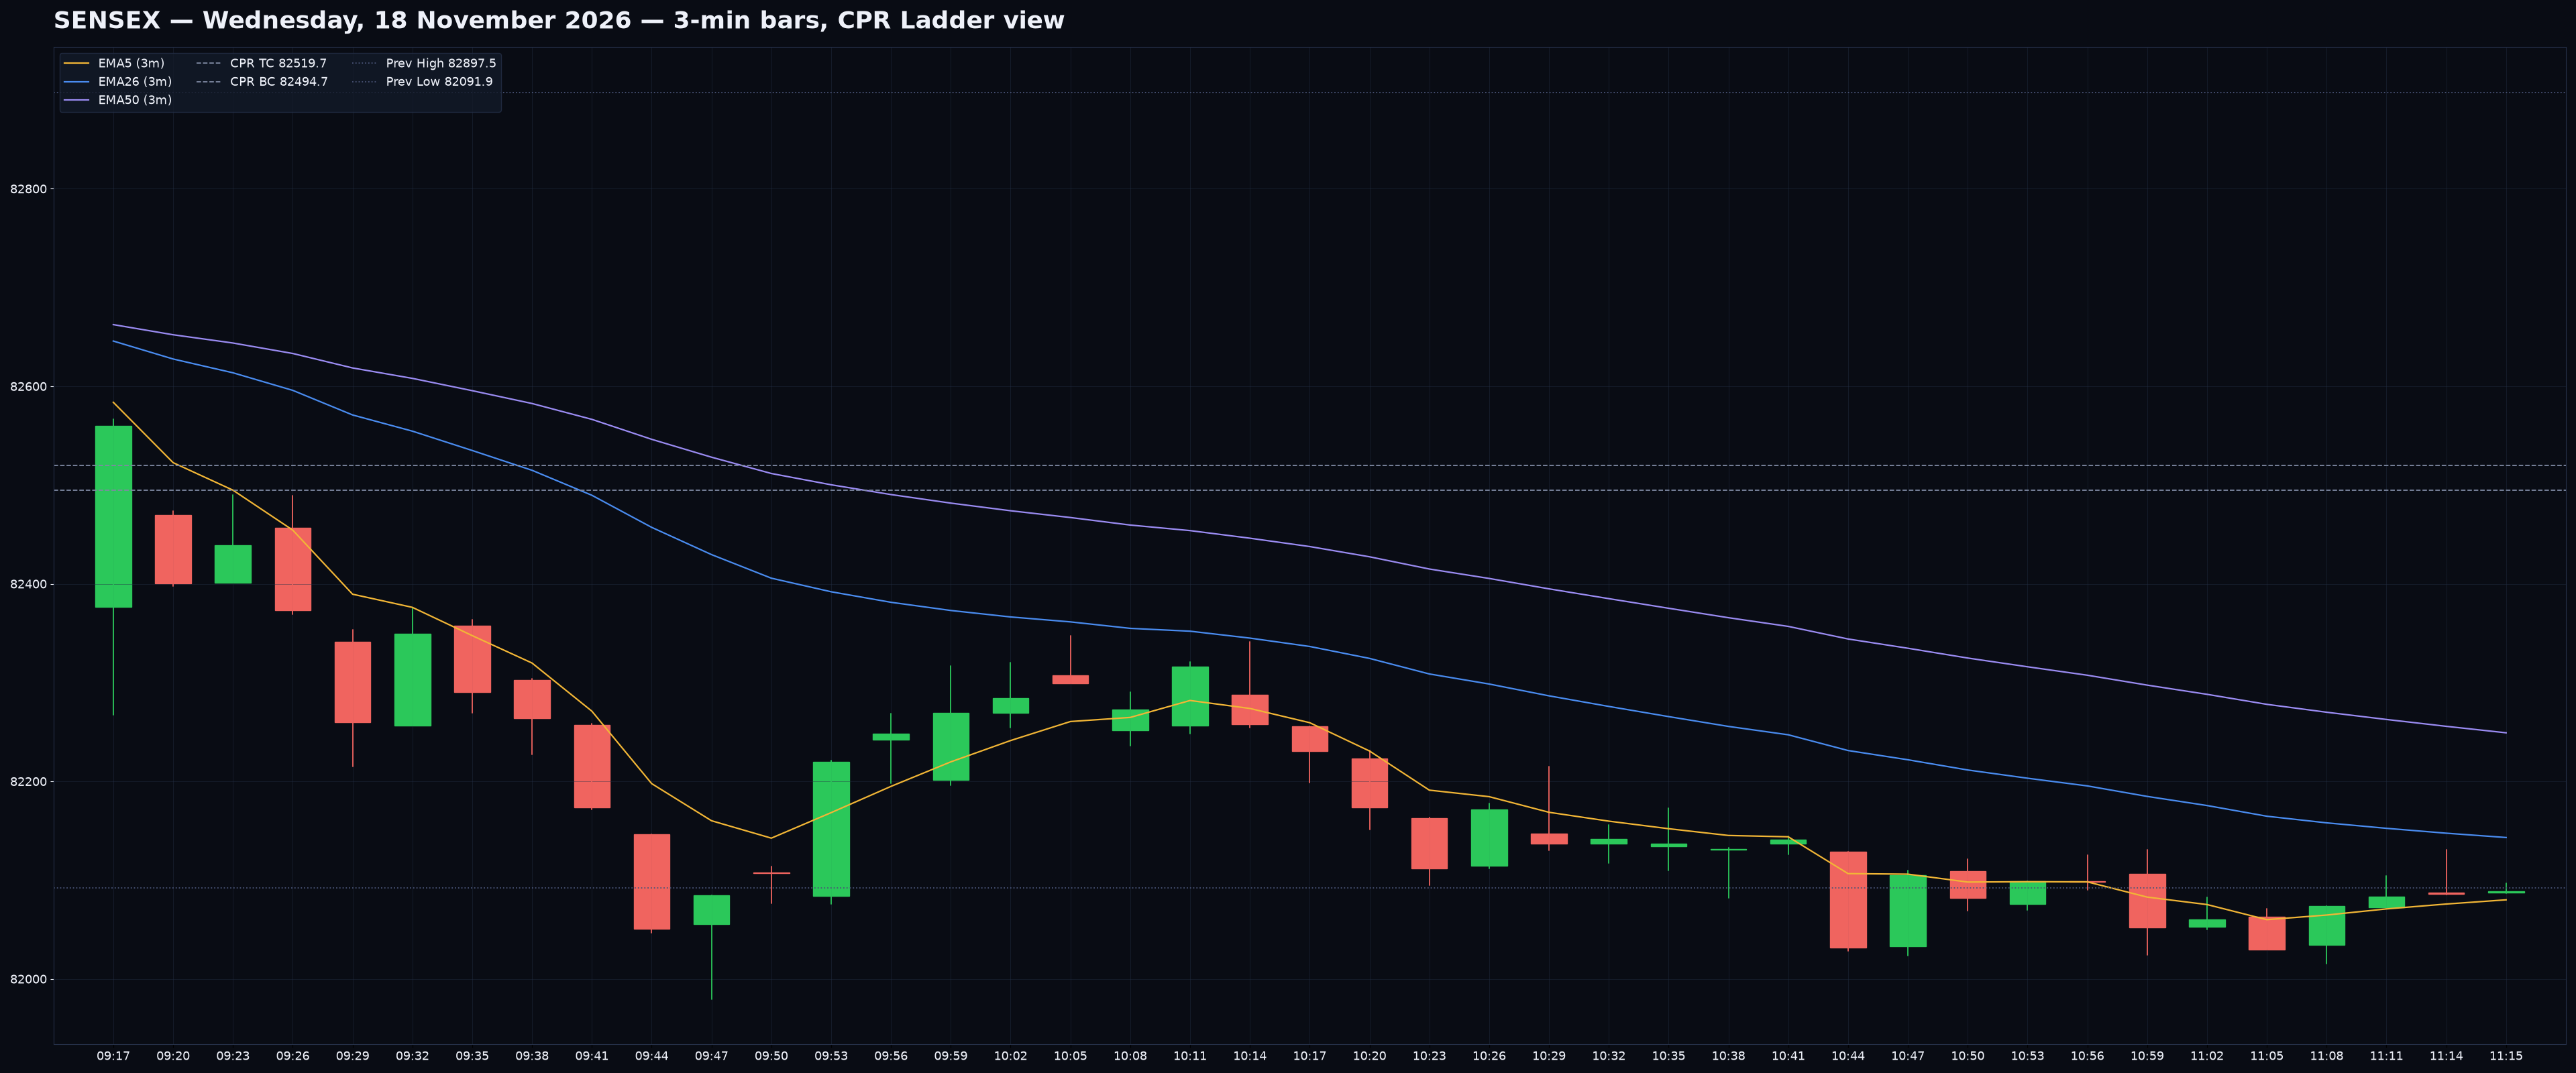 SENSEX — Wednesday, 18 November 2026 — 3-min bars, CPR Ladder view
EMA5 (3m) CPR TC 82519.7 Prev High 82897.5
EMA26 (3m) CPR BC 82494.7 Prev Low 82091.9
EMA50 (3m)
82800
82600
82400
82200
82000
09:17 09:20 09:23 09:26 09:29 09:32 09:35 09:38 09:41 09:44 09:47 09:50 09:53 09:56 09:59 10:02 10:05 10:08 10:11 10:14 10:17 10:20 10:23 10:26 10:29 10:32 10:35 10:38 10:41 10:44 10:47 10:50 10:53 10:56 10:59 11:02 11:05 11:08 11:11 11:14 11:15